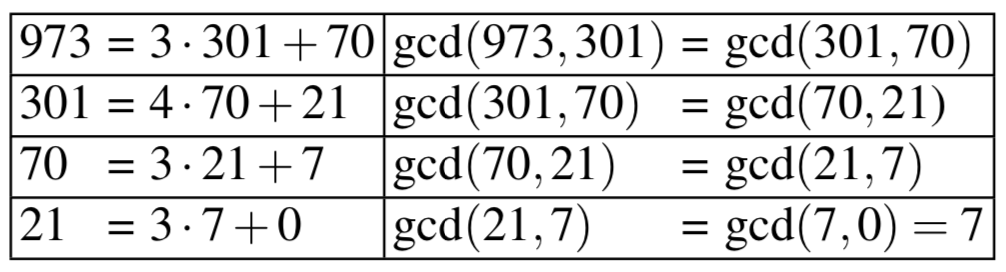 973 = 3 · 301 + 70 gcd(973, 301) = gcd(301, 70)
301 = 4 · 70 + 21 gcd(301, 70) = gcd(70, 21)
70 = 3 · 21 + 7 gcd(70, 21) = gcd(21, 7)
21 = 3 · 7 + 0 gcd(21, 7) = gcd(7, 0) = 7